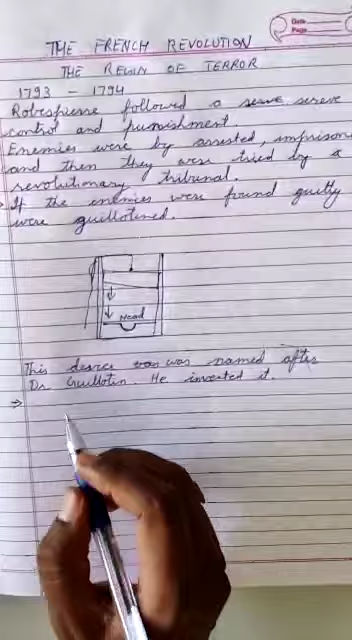 Date
Page
THE FRENCH REVOLUTION
THE REIGN OF TERROR
1793 - 1794
Robespierre followed a severe
control and punishment
Enemies were by arrested, imprison
and then they were tried by a
revolutionary tribunal.
If the enemies were found guilty
were guillotined.
Head
This device was was named after
Dr. Guillotin. He invented it.
⇒